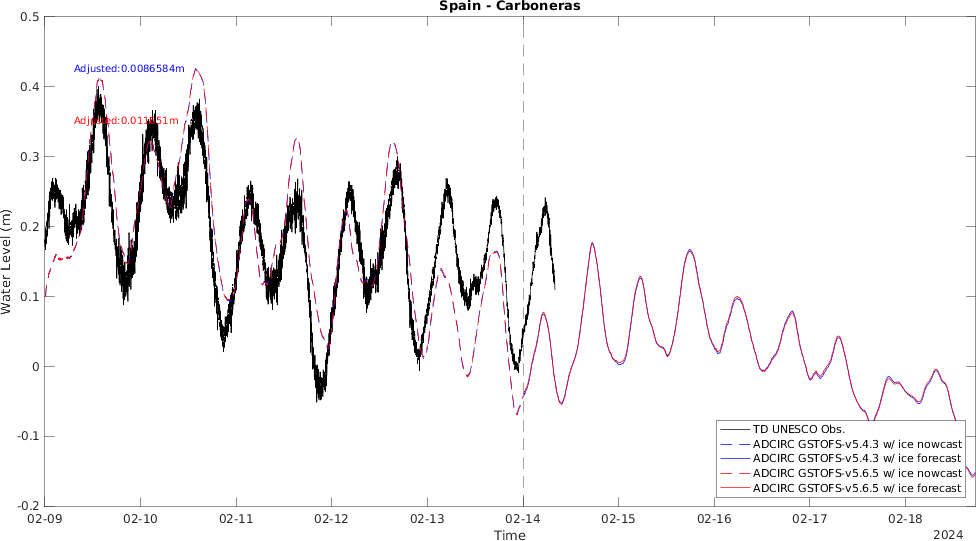 Spain - Carboneras
0.5
Adjusted:0.0086584m
0.4
0.3
0.2
0.1
0
-0.1
-0.2
Water Level (m)
TD UNESCO Obs.
ADCIRC GSTOFS-v5.4.3 w/ ice nowcast
ADCIRC GSTOFS-v5.4.3 w/ ice forecast
ADCIRC GSTOFS-v5.6.5 w/ ice nowcast
ADCIRC GSTOFS-v5.6.5 w/ ice forecast
02-09 02-10 02-11 02-12 02-13 02-14 02-15 02-16 02-17 02-18
Time
2024